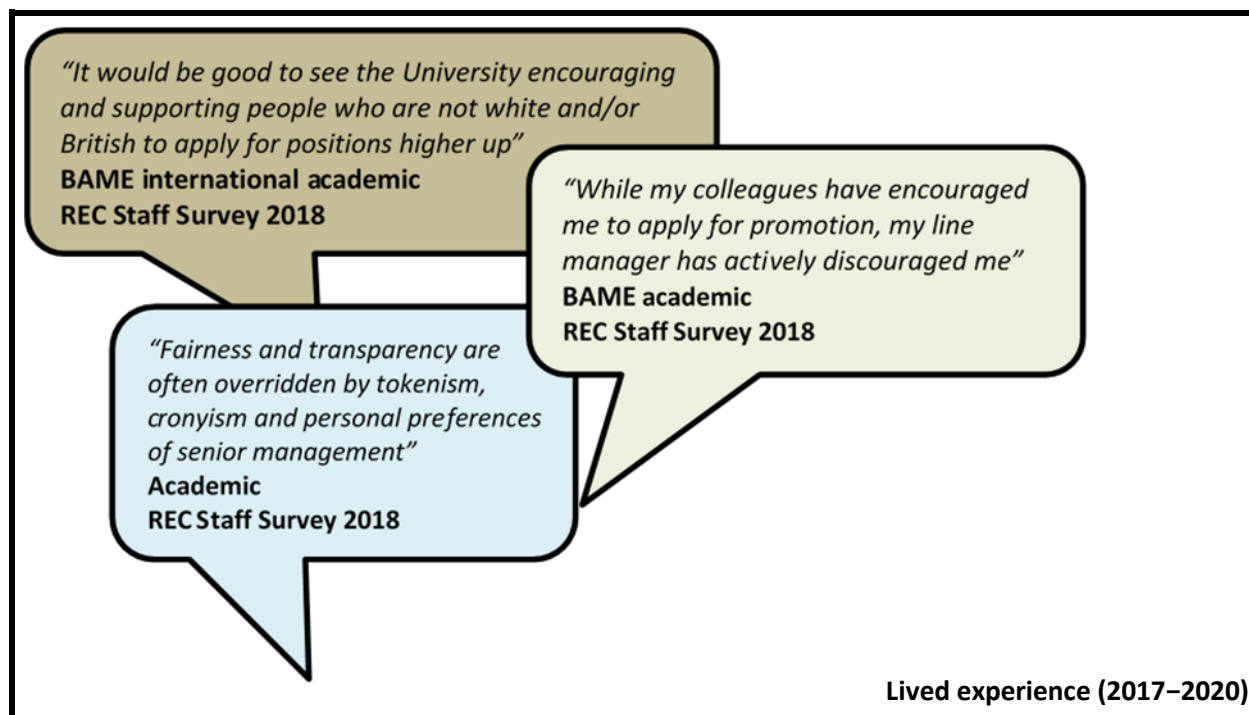 “It would be good to see the University encouraging
and supporting people who are not white and/or
British to apply for positions higher up”
BAME international academic
REC Staff Survey 2018
“While my colleagues have encouraged
me to apply for promotion, my line
manager has actively discouraged me”
BAME academic
REC Staff Survey 2018
“Fairness and transparency are
often overridden by tokenism,
cronyism and personal preferences
of senior management”
Academic
REC Staff Survey 2018
Lived experience (2017–2020)